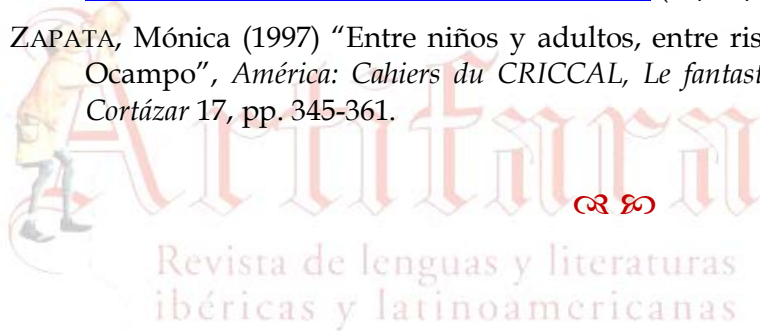 ZAPATA, Mónica (1997) “Entre niños y adultos, entre ris
Ocampo”, América: Cahiers du CRICCAL, Le fantast
Cortázar 17, pp. 345-361.
Artifara
Revista de lenguas y literaturas
ibéricas y latinoamericanas